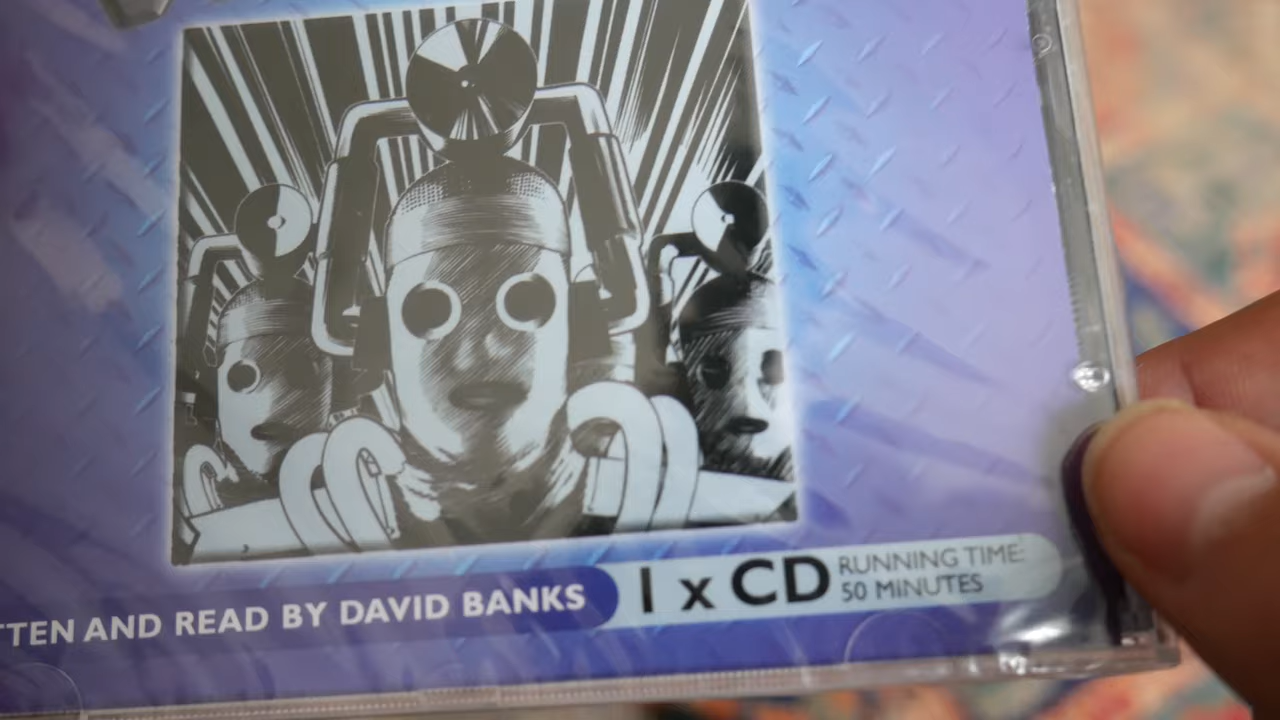 TTEN AND READ BY DAVID BANKS
1 x CD
RUNNING TIME:
50 MINUTES